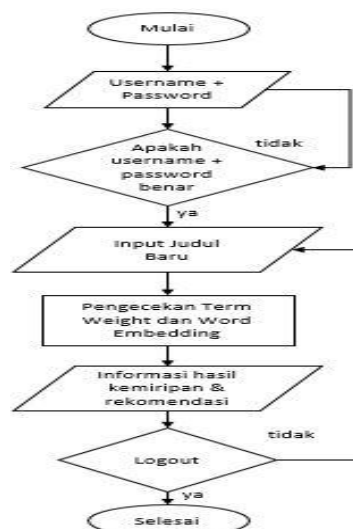 Mulai
Username +
Password
Apakah
username +
password
benar
tidak
ya
Input Judul
Baru
Pengecekan Term
Weight dan Word
Embedding
Informasi hasil
kemiripan &
rekomendasi
Logout
tidak
ya
Selesai